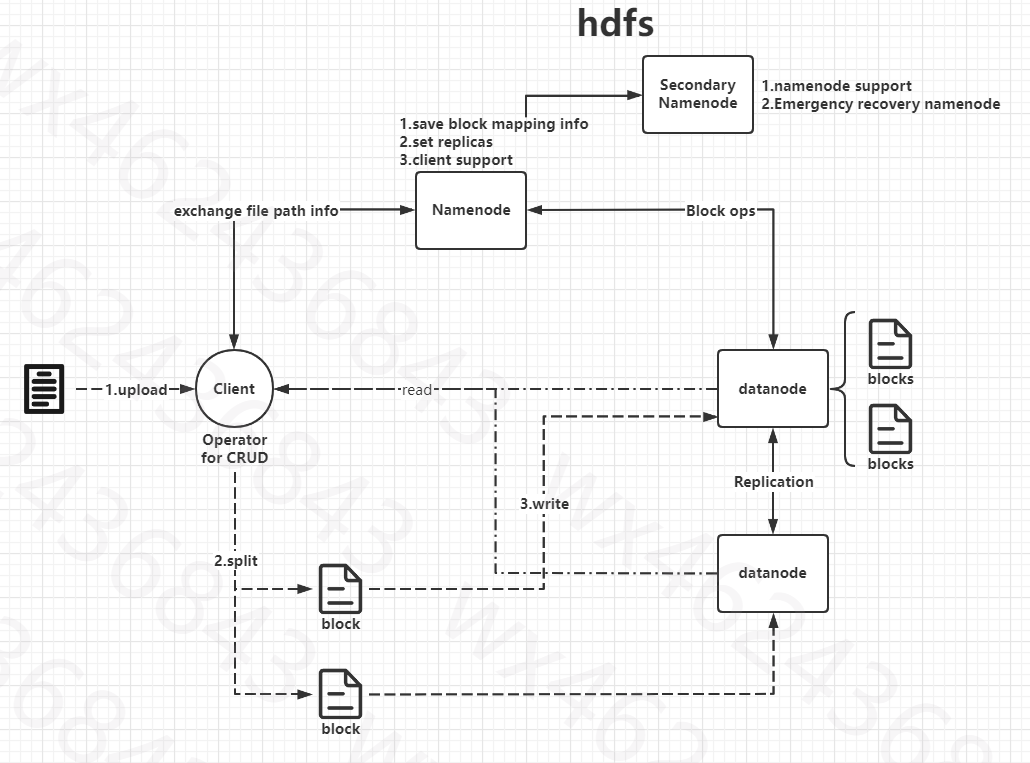 hdfs
Secondary
Namenode
1.namenode support
2.Emergency recovery namenode
1.save block mapping info
2.set replicas
3.client support
exchange file path info
Namenode
Block ops
1.upload
Client
read
datanode
blocks
blocks
Operator
for CRUD
Replication
3.write
2.split
datanode
block
block
wx462436843
wx462436843
wx462436843